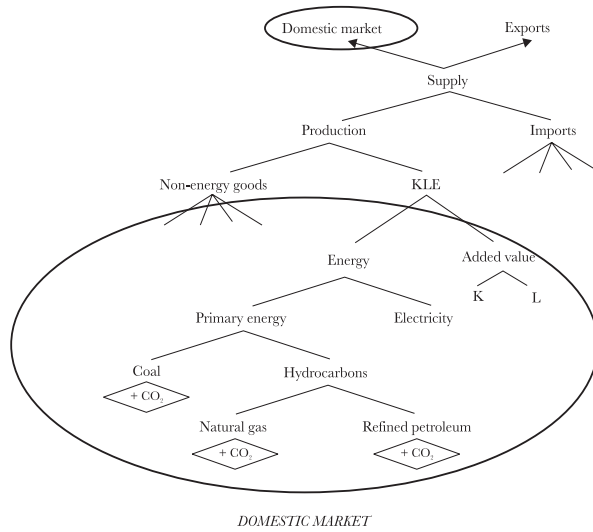 Domestic market
Exports
Supply
Production
Imports
Non-energy goods
KLE
Energy
Added value
K
L
Primary energy
Electricity
Coal
+ CO₂
Hydrocarbons
Natural gas
Refined petroleum
+ CO₂
+ CO₂
DOMESTIC MARKET